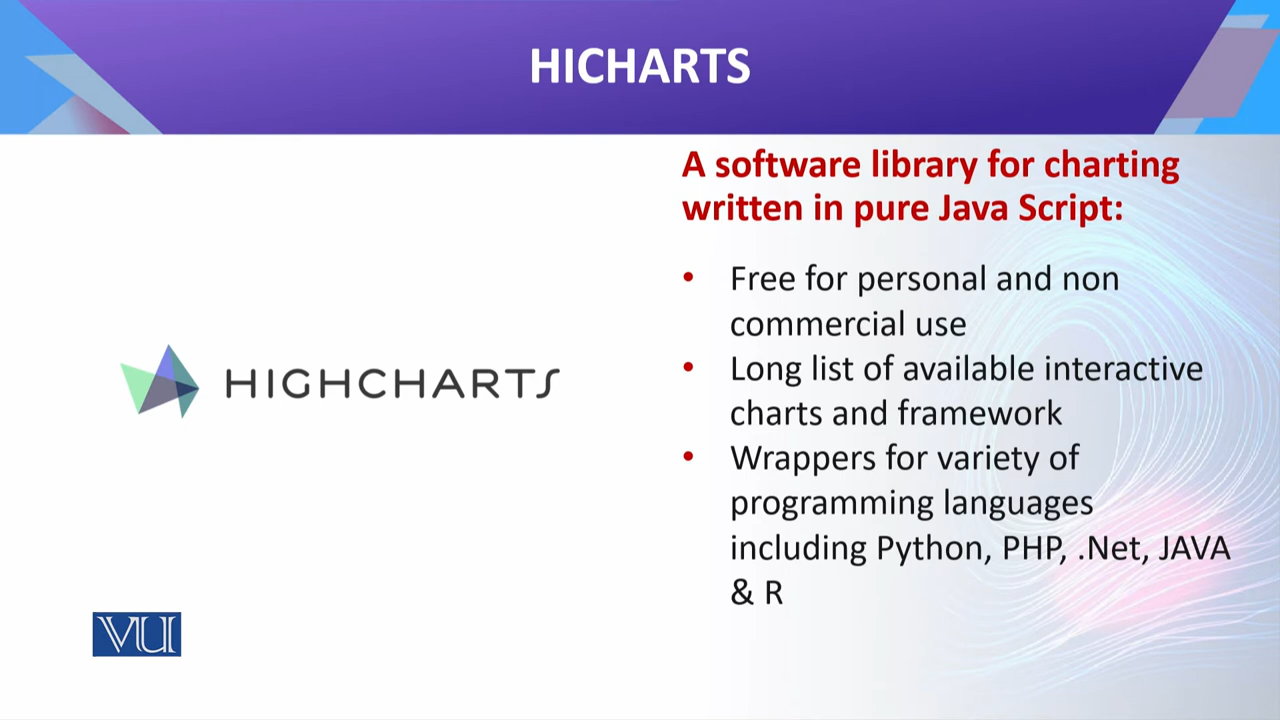 HICHARTS
A software library for charting
written in pure Java Script:
• Free for personal and non
commercial use
• Long list of available interactive
charts and framework
• Wrappers for variety of
programming languages
including Python, PHP, .Net, JAVA
& R
HIGHCHARTS
VU